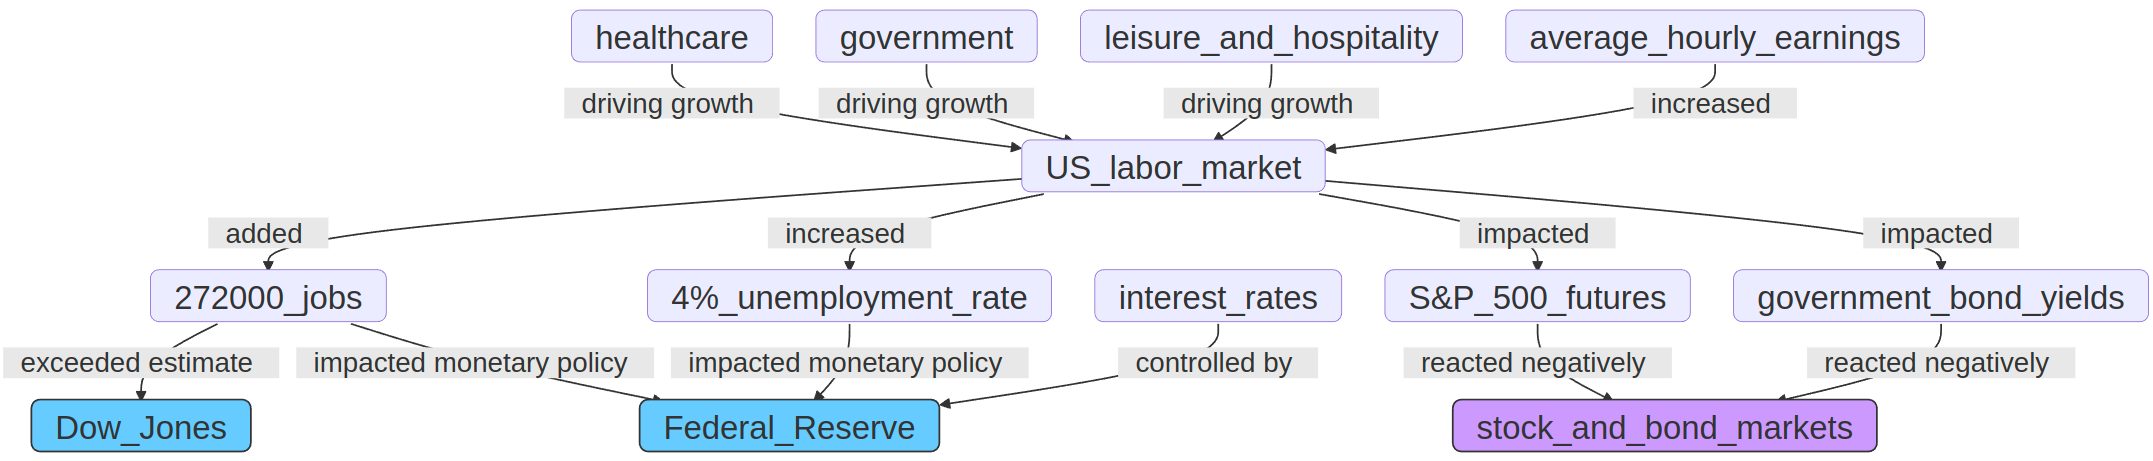 healthcare
government
leisure_and_hospitality
average_hourly_earnings
driving growth
driving growth
driving growth
increased
US_labor_market
added
increased
impacted
impacted
272000_jobs
4%_unemployment_rate
interest_rates
S&P_500_futures
government_bond_yields
exceeded estimate
impacted monetary policy
impacted monetary policy
controlled by
reacted negatively
reacted negatively
Dow_Jones
Federal_Reserve
stock_and_bond_markets